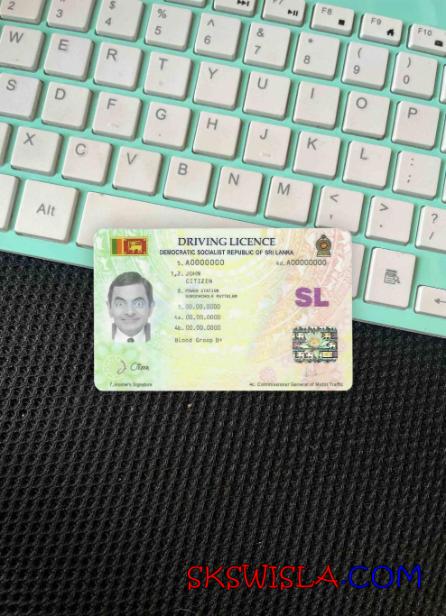 F7
F8
F9
F10
2
3
$
4
%
5
^
6
&
7
*
8
(
9
)
0
W
E
R
T
Y
U
I
O
P
S
D
F
G
H
J
K
L
:
;
X
C
V
B
N
M
<
,
>
.
Alt
DRIVING LICENCE
DEMOCRATIC SOCIALIST REPUBLIC OF SRI LANKA
5. A0000000 4d. A00000000
1,2. JOHN
CITIZEN
8. POWER STATION
NOROCHCHOLE PUTTALAM
3. 00.00.0000
4a. 00.00.0000
4b. 00.00.0000
Blood Group B+
SL
7. Holder's Signature 4c. Commissioner General of Motor Traffic
SKSWISLA.COM